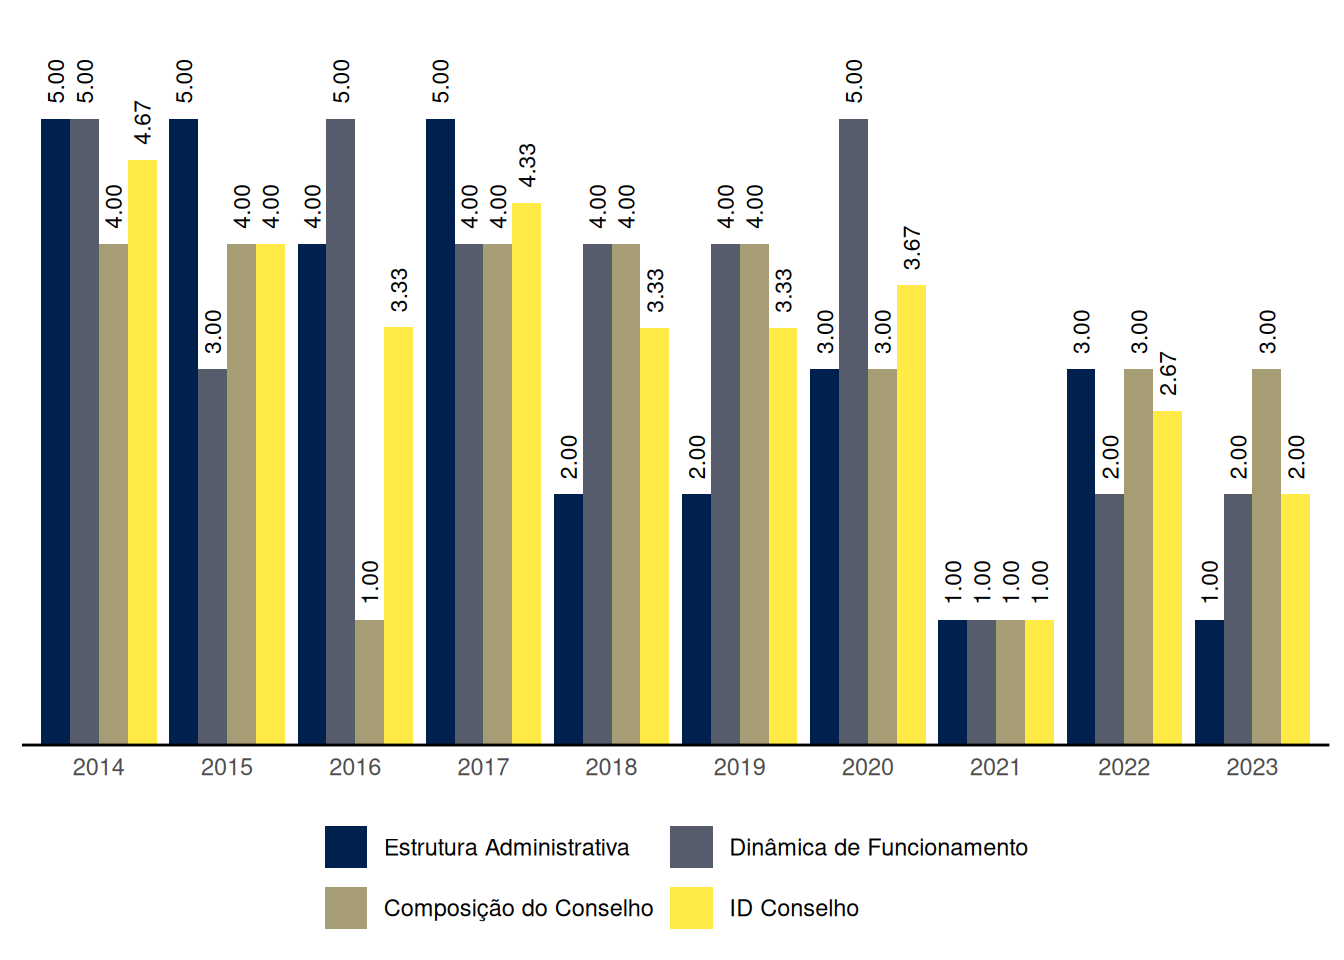 5.00 5.00 4.00 4.67 5.00 3.00 4.00 4.00 4.00 5.00 1.00 3.33 5.00 4.00 4.00 4.33 2.00 4.00 4.00 3.33 2.00 4.00 4.00 3.33 3.00 5.00 3.00 3.67 1.00 1.00 1.00 1.00 3.00 2.00 3.00 2.67 1.00 2.00 3.00 2.00
2014 2015 2016 2017 2018 2019 2020 2021 2022 2023
Estrutura Administrativa Dinâmica de Funcionamento
Composição do Conselho ID Conselho